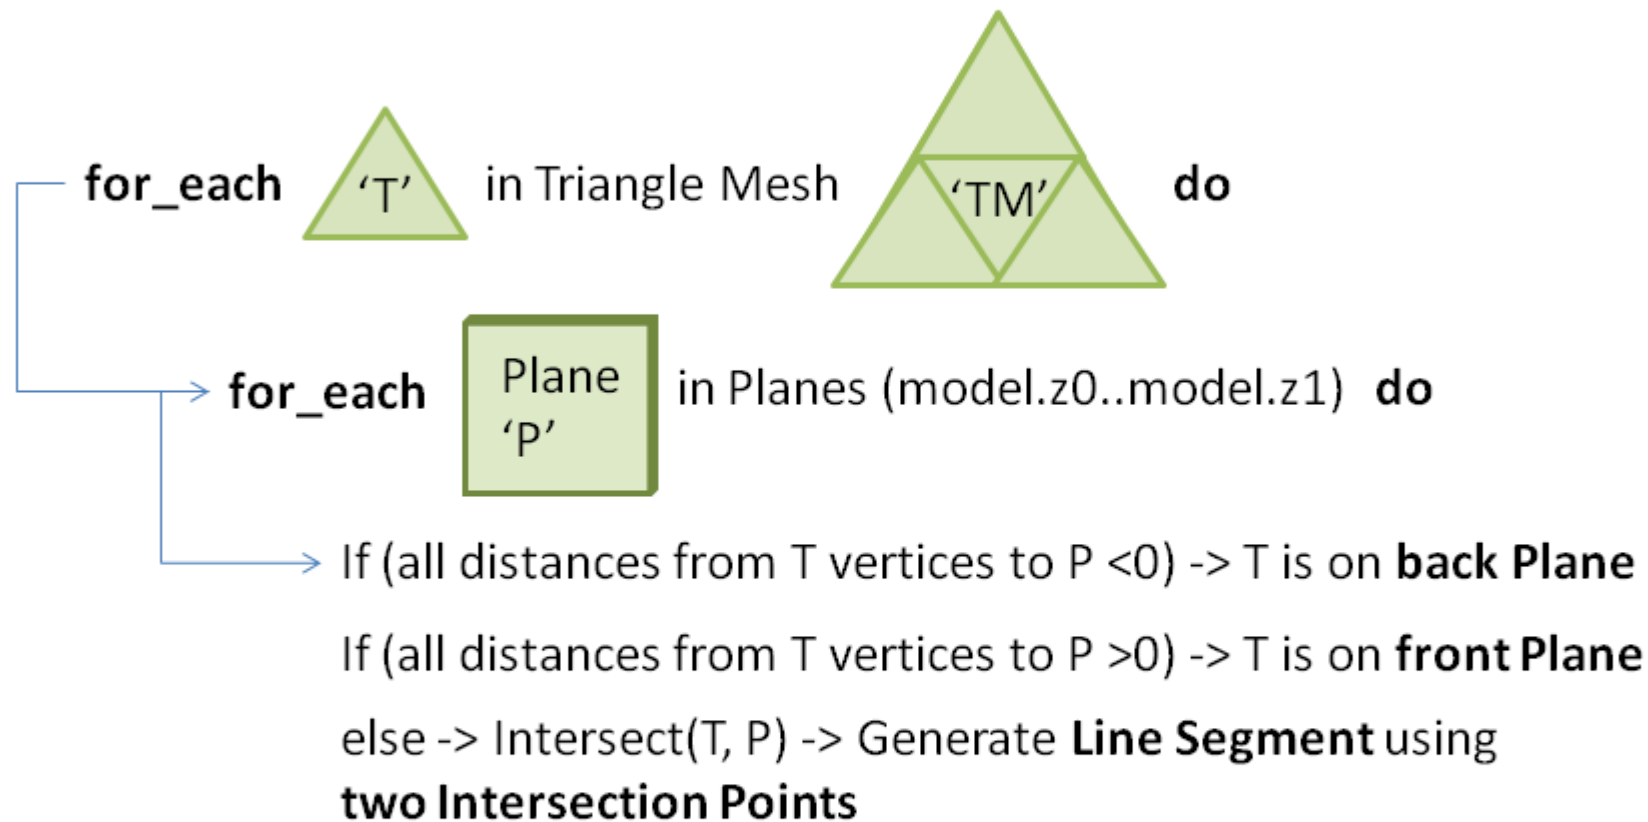 for_each 'T' in Triangle Mesh 'TM' do
for_each Plane 'P' in Planes (model.z0..model.z1) do
If (all distances from T vertices to P <0) -> T is on back Plane
If (all distances from T vertices to P >0) -> T is on front Plane
else -> Intersect(T, P) -> Generate Line Segment using
two Intersection Points